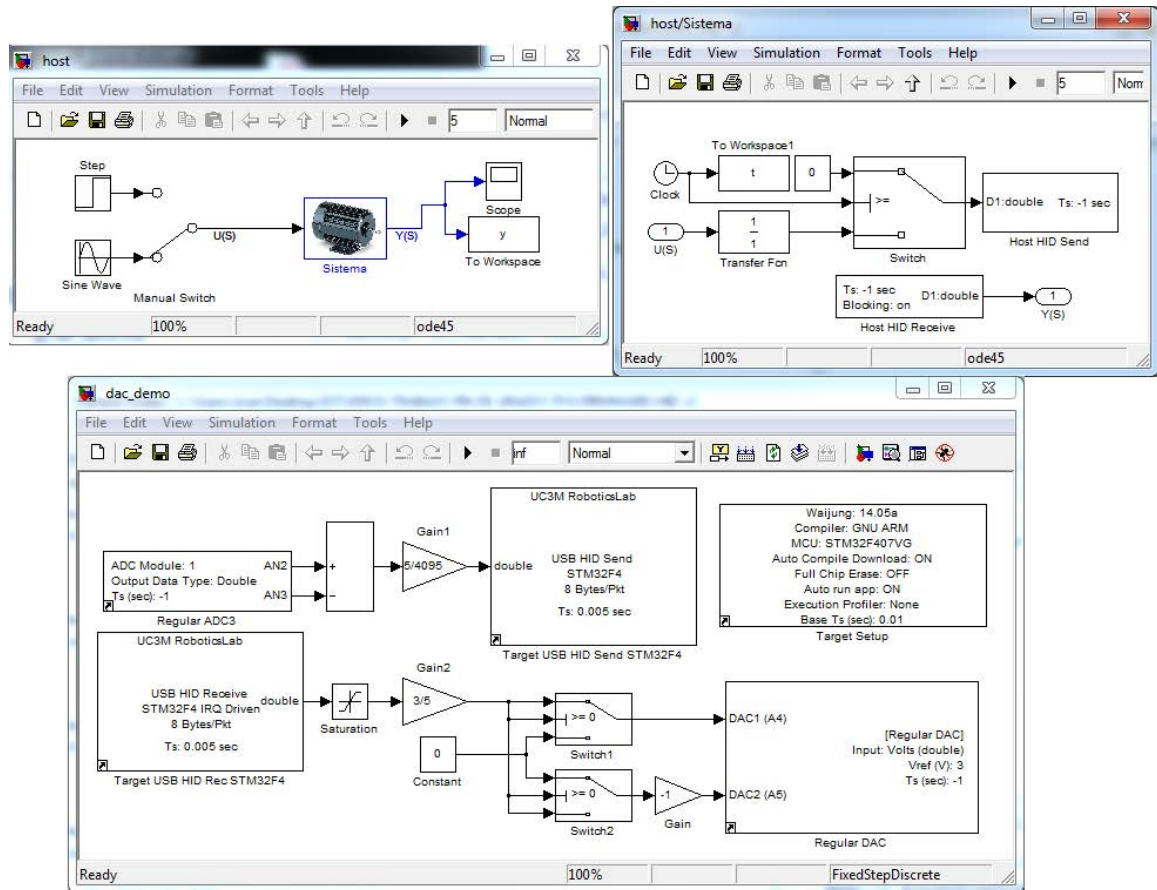 host
File Edit View Simulation Format Tools Help
5 Normal
Step
Sine Wave
Manual Switch
U(S)
Sistema
Y(S)
Scope
y
To Workspace
Ready 100% ode45
host/Sistema
File Edit View Simulation Format Tools Help
5 Norm
To Workspace1
Clock
t
0
>=
D1:double Ts: -1 sec
Host HID Send
1
U(S)
1
1
Transfer Fcn
Switch
Ts: -1 sec
Blocking: on
D1:double
Host HID Receive
1
Y(S)
Ready 100% ode45
dac_demo
File Edit View Simulation Format Tools Help
inf Normal
ADC Module: 1
Output Data Type: Double
Ts (sec): -1
AN2
AN3
Regular ADC3
+
−
Gain1
5/4095
UC3M RoboticsLab
double
USB HID Send
STM32F4
8 Bytes/Pkt
Ts: 0.005 sec
Target USB HID Send STM32F4
Waijung: 14.05a
Compiler: GNU ARM
MCU: STM32F407VG
Auto Compile Download: ON
Full Chip Erase: OFF
Auto run app: ON
Execution Profiler: None
Base Ts (sec): 0.01
Target Setup
UC3M RoboticsLab
USB HID Receive
STM32F4 IRQ Driven
8 Bytes/Pkt
Ts: 0.005 sec
double
Target USB HID Rec STM32F4
Saturation
Gain2
3/5
0
Constant
>= 0
Switch1
>= 0
Switch2
-1
Gain
DAC1 (A4)
DAC2 (A5)
[Regular DAC]
Input: Volts (double)
Vref (V): 3
Ts (sec): -1
Regular DAC
Ready 100% FixedStepDiscrete